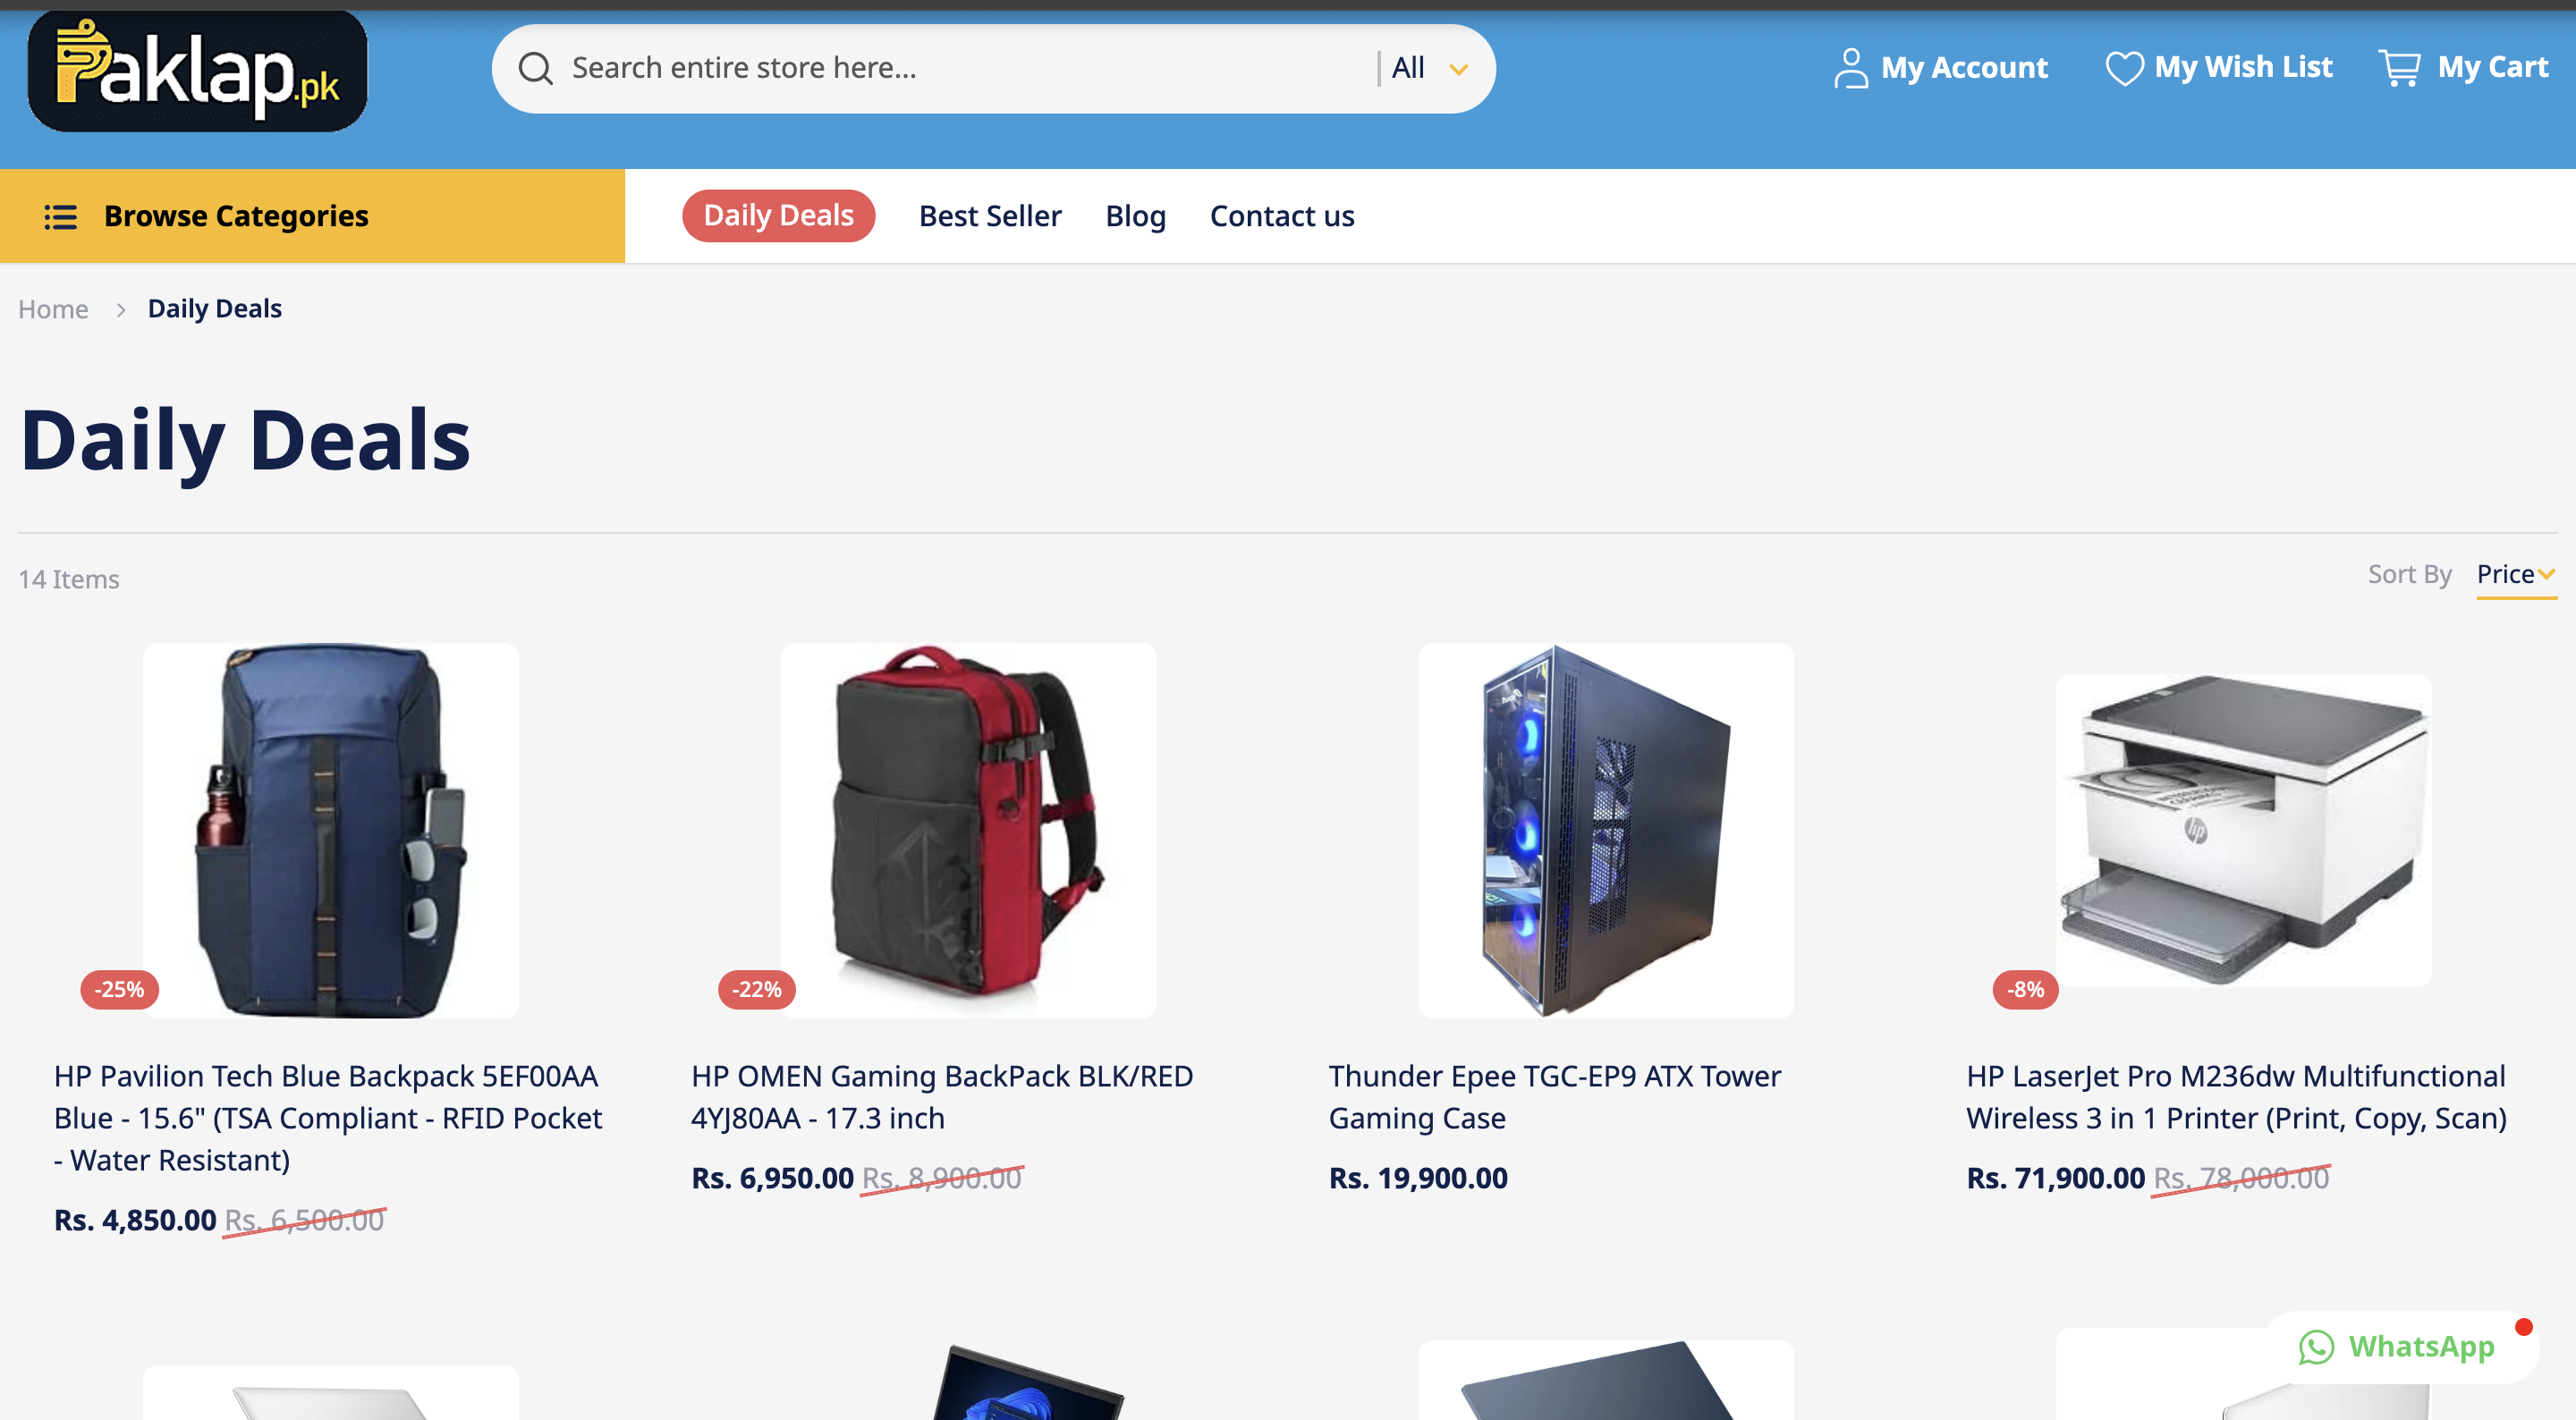 Paklap.pk
Search entire store here...
All
My Account
My Wish List
My Cart
Browse Categories
Daily Deals
Best Seller
Blog
Contact us
Home > Daily Deals
Daily Deals
14 Items
Sort By Price
hp
-25%
-22%
-8%
HP Pavilion Tech Blue Backpack 5EF00AA
Blue - 15.6" (TSA Compliant - RFID Pocket
- Water Resistant)
Rs. 4,850.00 Rs. 6,500.00
HP OMEN Gaming BackPack BLK/RED
4YJ80AA - 17.3 inch
Rs. 6,950.00 Rs. 8,900.00
Thunder Epee TGC-EP9 ATX Tower
Gaming Case
Rs. 19,900.00
HP LaserJet Pro M236dw Multifunctional
Wireless 3 in 1 Printer (Print, Copy, Scan)
Rs. 71,900.00 Rs. 78,000.00
WhatsApp